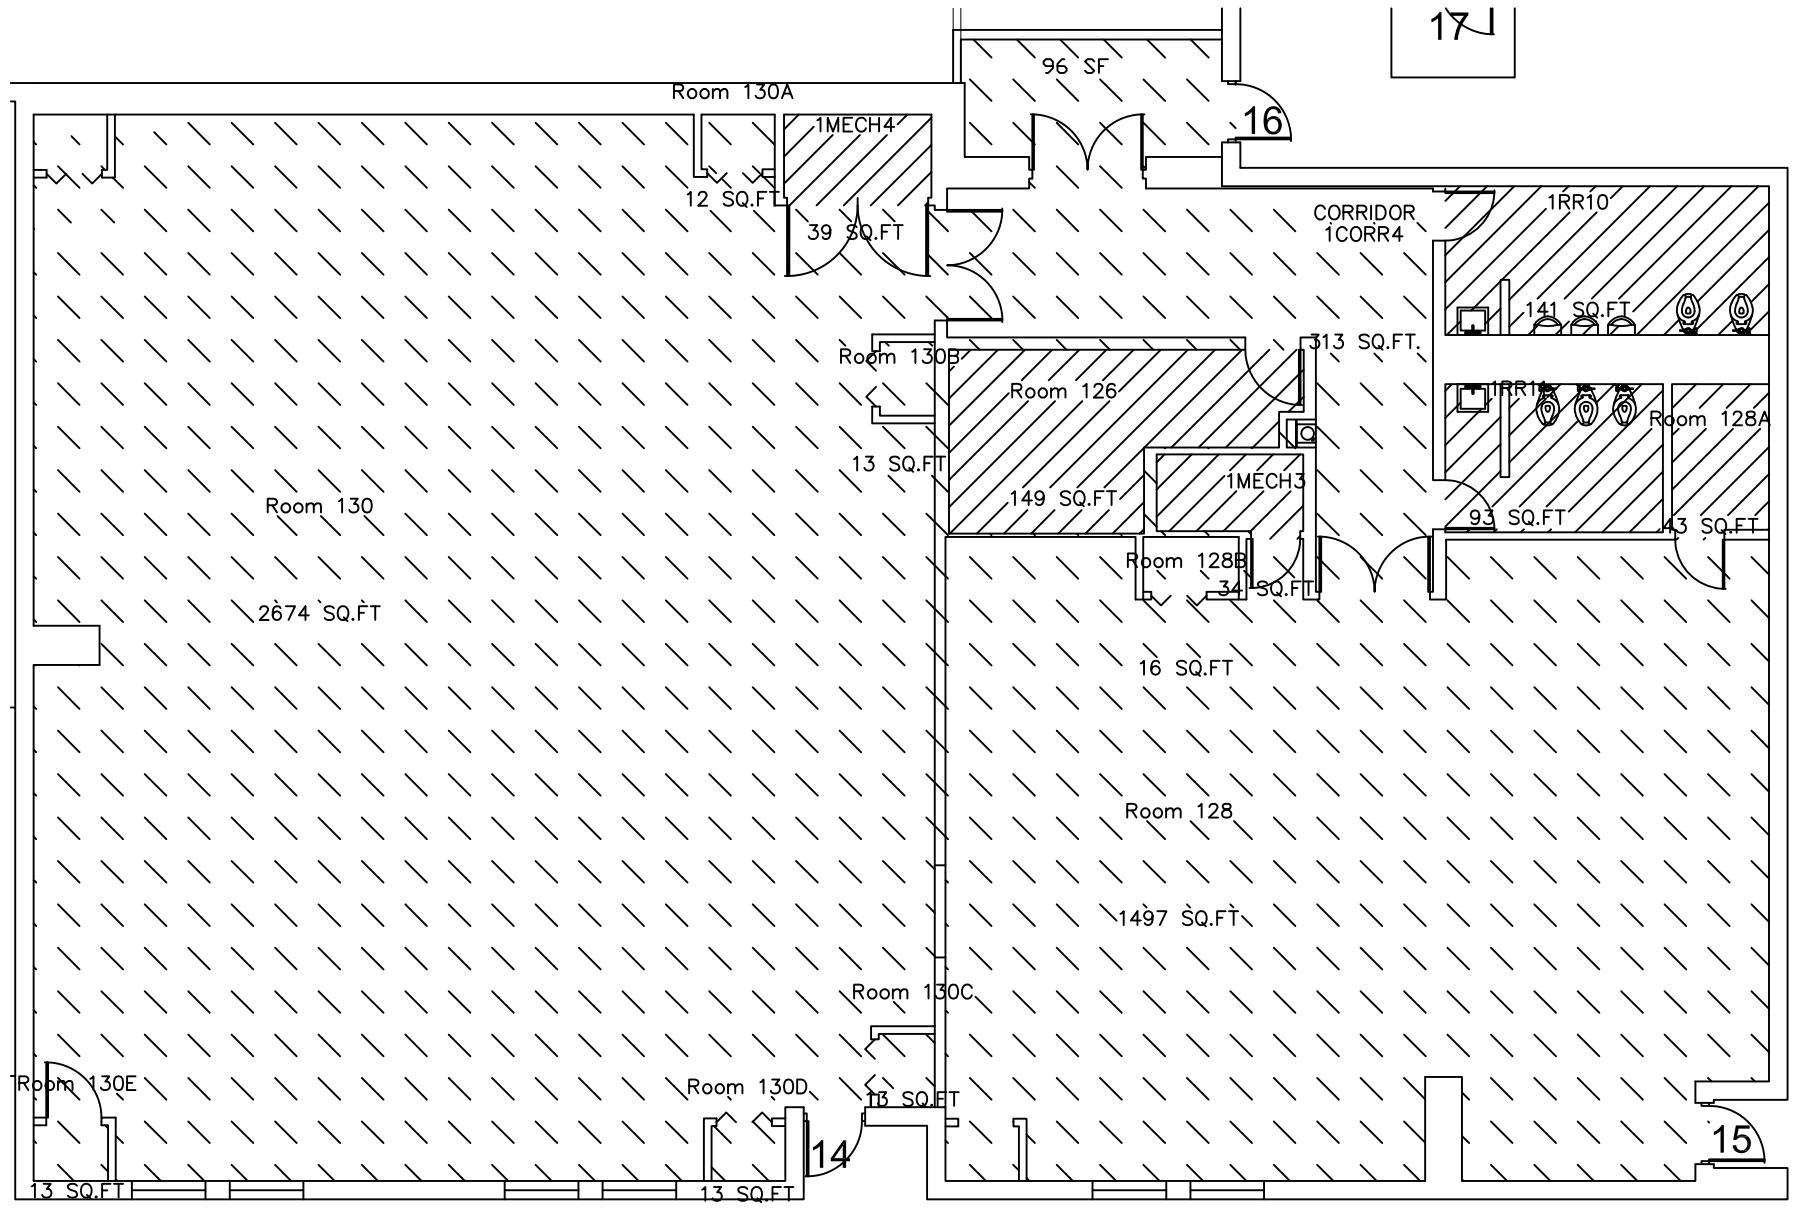 17
96 SF
Room 130A
16
1MECH4
12 SQ.FT
1RR10
CORRIDOR
1CORR4
39 SQ.FT
141 SQ.FT
313 SQ.FT.
Room 130B
Room 126
1RR11
Room 128A
13 SQ.FT
1MECH3
149 SQ.FT
Room 130
93 SQ.FT
43 SQ.FT
Room 128B
34 SQ.FT
2674 SQ.FT
16 SQ.FT
Room 128
1497 SQ.FT
Room 130C
Room 130E
Room 130D
13 SQ.FT
14
15
13 SQ.FT
13 SQ.FT